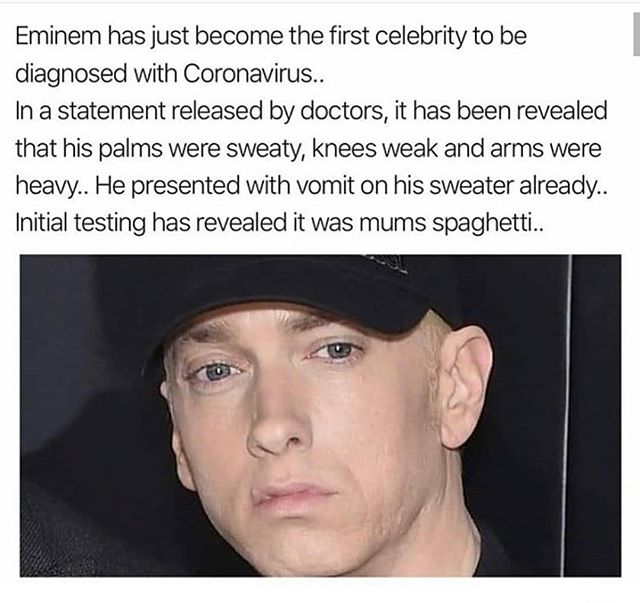 Eminem has just become the first celebrity to be
diagnosed with Coronavirus..
In a statement released by doctors, it has been revealed
that his palms were sweaty, knees weak and arms were
heavy.. He presented with vomit on his sweater already..
Initial testing has revealed it was mums spaghetti..